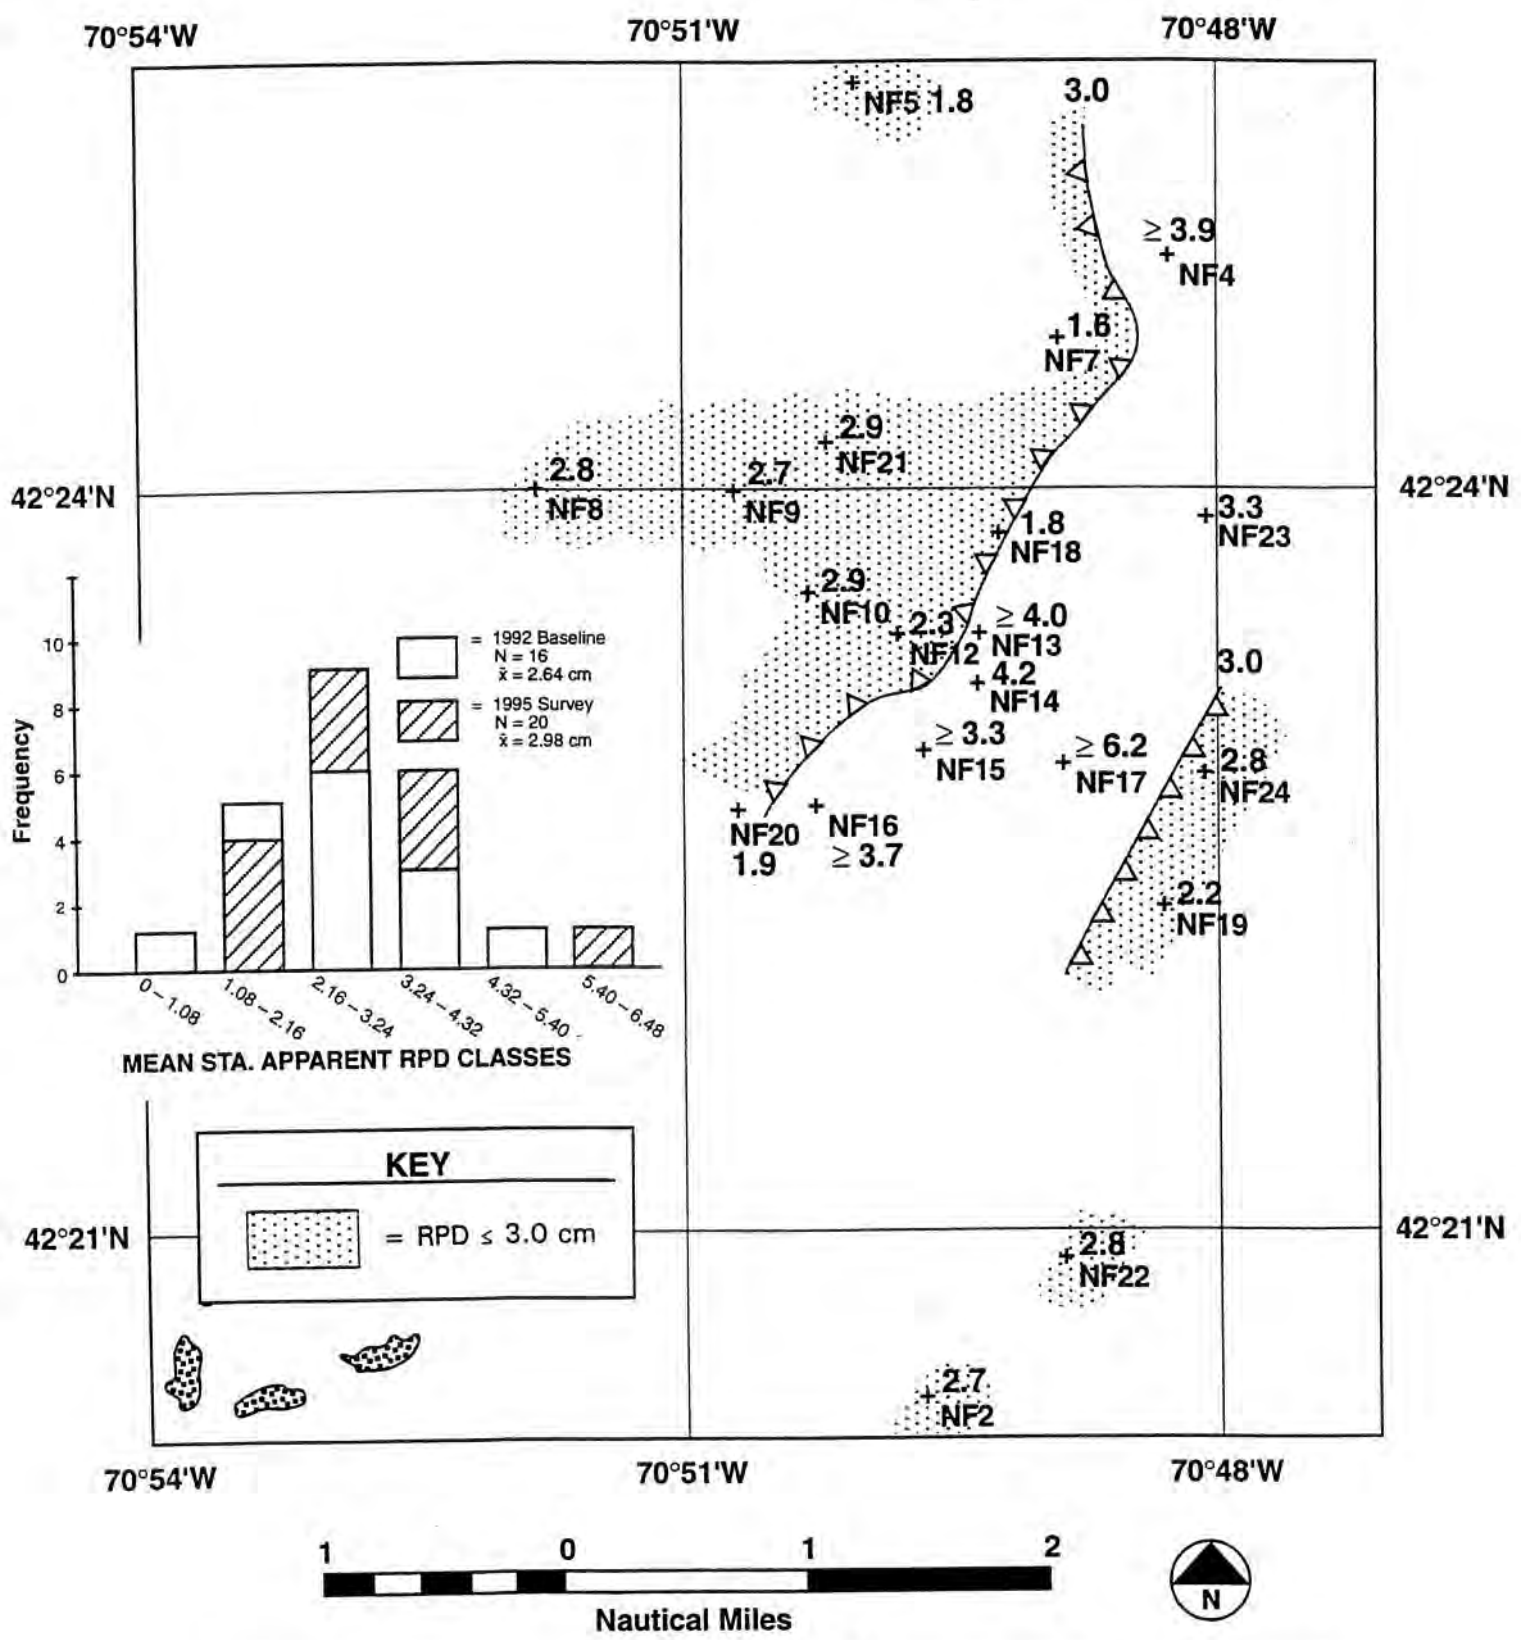 70°54'W 70°51'W 70°48'W
NF5 1.8
3.0
≥ 3.9
NF4
1.6
NF7
2.9
NF21
2.8
NF8
2.7
NF9
42°24'N 42°24'N
3.3
NF23
1.8
NF18
2.9
NF10
2.3
NF12
≥ 4.0
NF13
4.2
NF14
3.0
≥ 3.3
NF15
≥ 6.2
NF17
2.8
NF24
NF20
1.9
NF16
≥ 3.7
2.2
NF19
= 1992 Baseline
N = 16
x̄ = 2.64 cm
= 1995 Survey
N = 20
x̄ = 2.98 cm
Frequency
10
8
6
4
2
0
0 – 1.08 1.08 – 2.16 2.16 – 3.24 3.24 – 4.32 4.32 – 5.40 5.40 – 6.48
MEAN STA. APPARENT RPD CLASSES
KEY
= RPD ≤ 3.0 cm
42°21'N 42°21'N
2.8
NF22
2.7
NF2
70°54'W 70°51'W 70°48'W
1 0 1 2
Nautical Miles
N